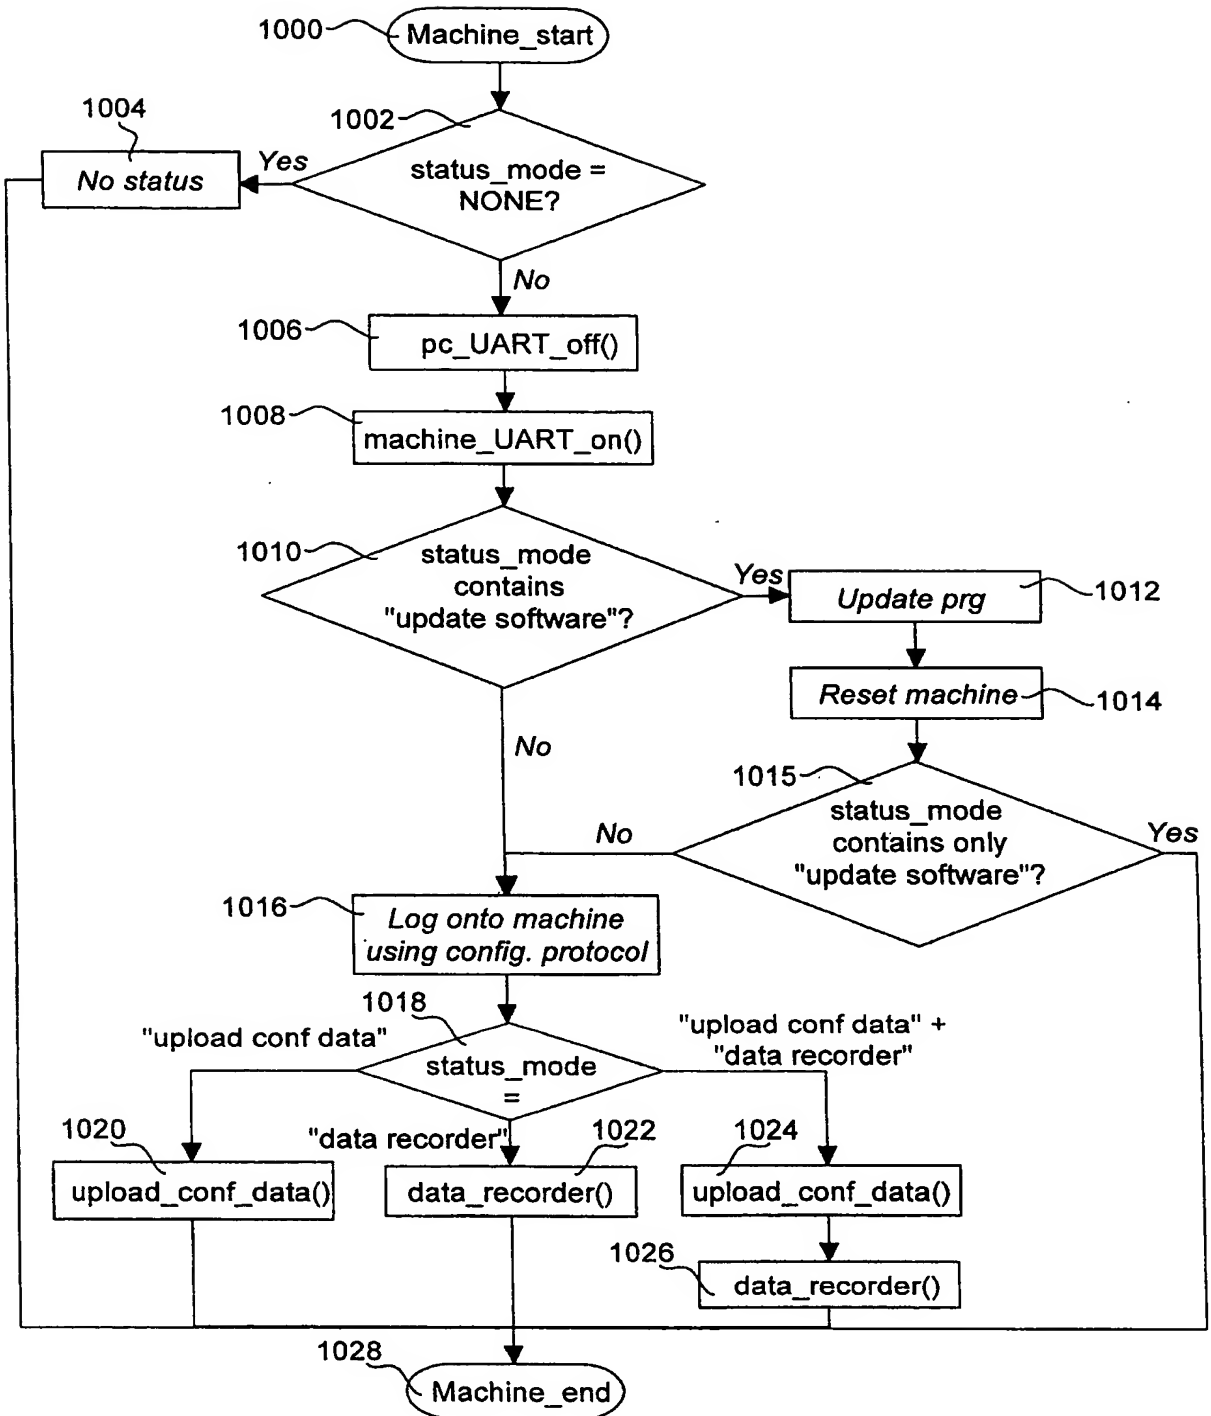 1000
Machine_start
1004
1002
No status
Yes
status_mode =
NONE?
No
1006
pc_UART_off()
1008
machine_UART_on()
1010
status_mode
contains
"update software"?
Yes
Update prg
1012
Reset machine
1014
No
1015
status_mode
contains only
"update software"?
No
Yes
1016
Log onto machine
using config. protocol
1018
"upload conf data"
status_mode
=
"upload conf data" +
"data recorder"
1020
"data recorder"
1022
1024
upload_conf_data()
data_recorder()
upload_conf_data()
1026
data_recorder()
1028
Machine_end